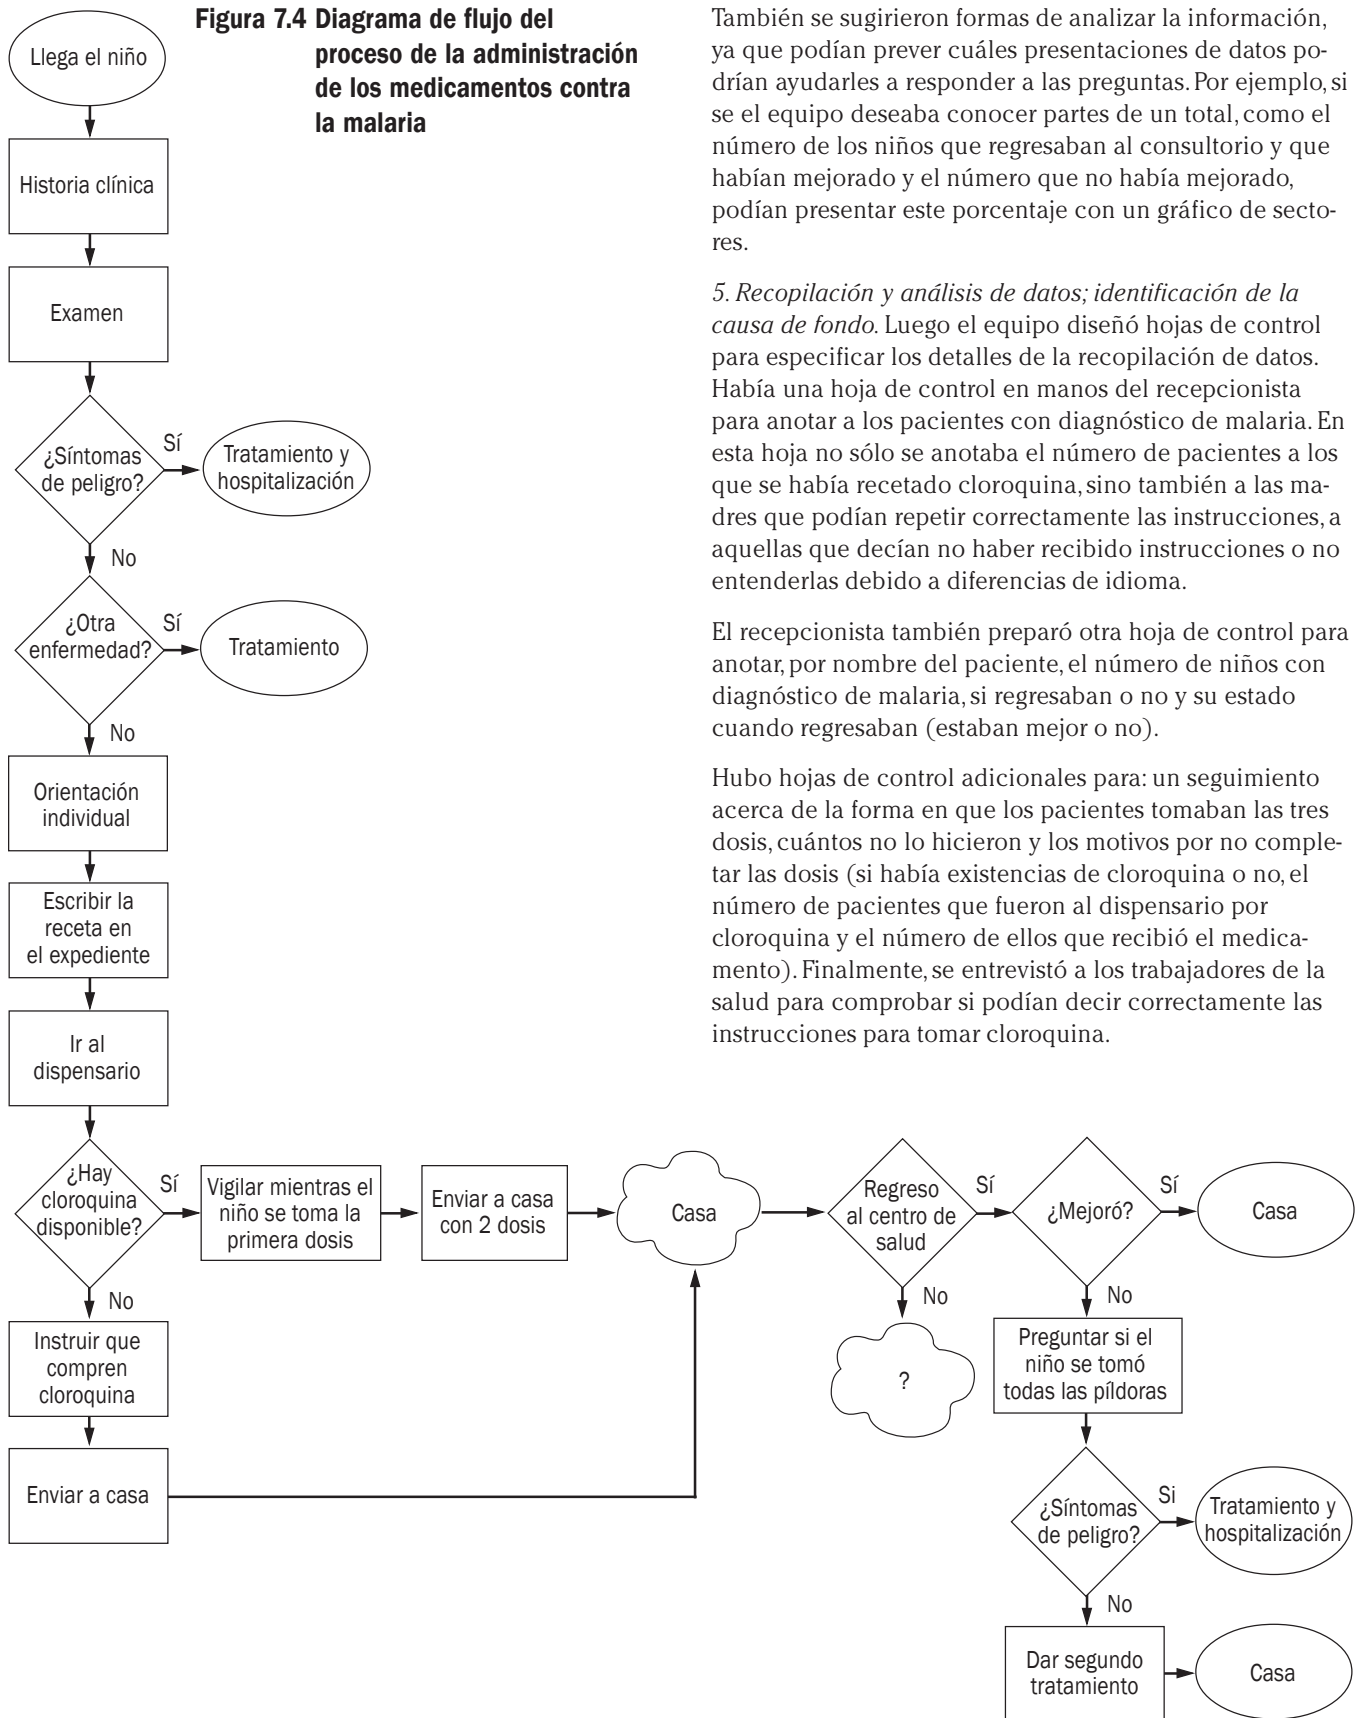 Figura 7.4 Diagrama de flujo del
proceso de la administración
de los medicamentos contra
la malaria
También se sugirieron formas de analizar la información,
ya que podían prever cuáles presentaciones de datos po-
drían ayudarles a responder a las preguntas. Por ejemplo, si
se el equipo deseaba conocer partes de un total, como el
número de los niños que regresaban al consultorio y que
habían mejorado y el número que no había mejorado,
podían presentar este porcentaje con un gráfico de secto-
res.
5. Recopilación y análisis de datos; identificación de la
causa de fondo. Luego el equipo diseñó hojas de control
para especificar los detalles de la recopilación de datos.
Había una hoja de control en manos del recepcionista
para anotar a los pacientes con diagnóstico de malaria. En
esta hoja no sólo se anotaba el número de pacientes a los
que se había recetado cloroquina, sino también a las ma-
dres que podían repetir correctamente las instrucciones, a
aquellas que decían no haber recibido instrucciones o no
entenderlas debido a diferencias de idioma.
El recepcionista también preparó otra hoja de control para
anotar, por nombre del paciente, el número de niños con
diagnóstico de malaria, si regresaban o no y su estado
cuando regresaban (estaban mejor o no).
Hubo hojas de control adicionales para: un seguimiento
acerca de la forma en que los pacientes tomaban las tres
dosis, cuántos no lo hicieron y los motivos por no comple-
tar las dosis (si había existencias de cloroquina o no, el
número de pacientes que fueron al dispensario por
cloroquina y el número de ellos que recibió el medica-
mento). Finalmente, se entrevistó a los trabajadores de la
salud para comprobar si podían decir correctamente las
instrucciones para tomar cloroquina.
Llega el niño
Historia clínica
Examen
¿Síntomas
de peligro?
Sí
Tratamiento y
hospitalización
No
¿Otra
enfermedad?
Sí
Tratamiento
No
Orientación
individual
Escribir la
receta en
el expediente
Ir al
dispensario
¿Hay
cloroquina
disponible?
Sí
Vigilar mientras el
niño se toma la
primera dosis
Enviar a casa
con 2 dosis
Casa
Regreso
al centro de
salud
Sí
¿Mejoró?
Sí
Casa
No
Instruir que
compren
cloroquina
Enviar a casa
No
?
No
Preguntar si el
niño se tomó
todas las píldoras
¿Síntomas
de peligro?
Si
Tratamiento y
hospitalización
No
Dar segundo
tratamiento
Casa